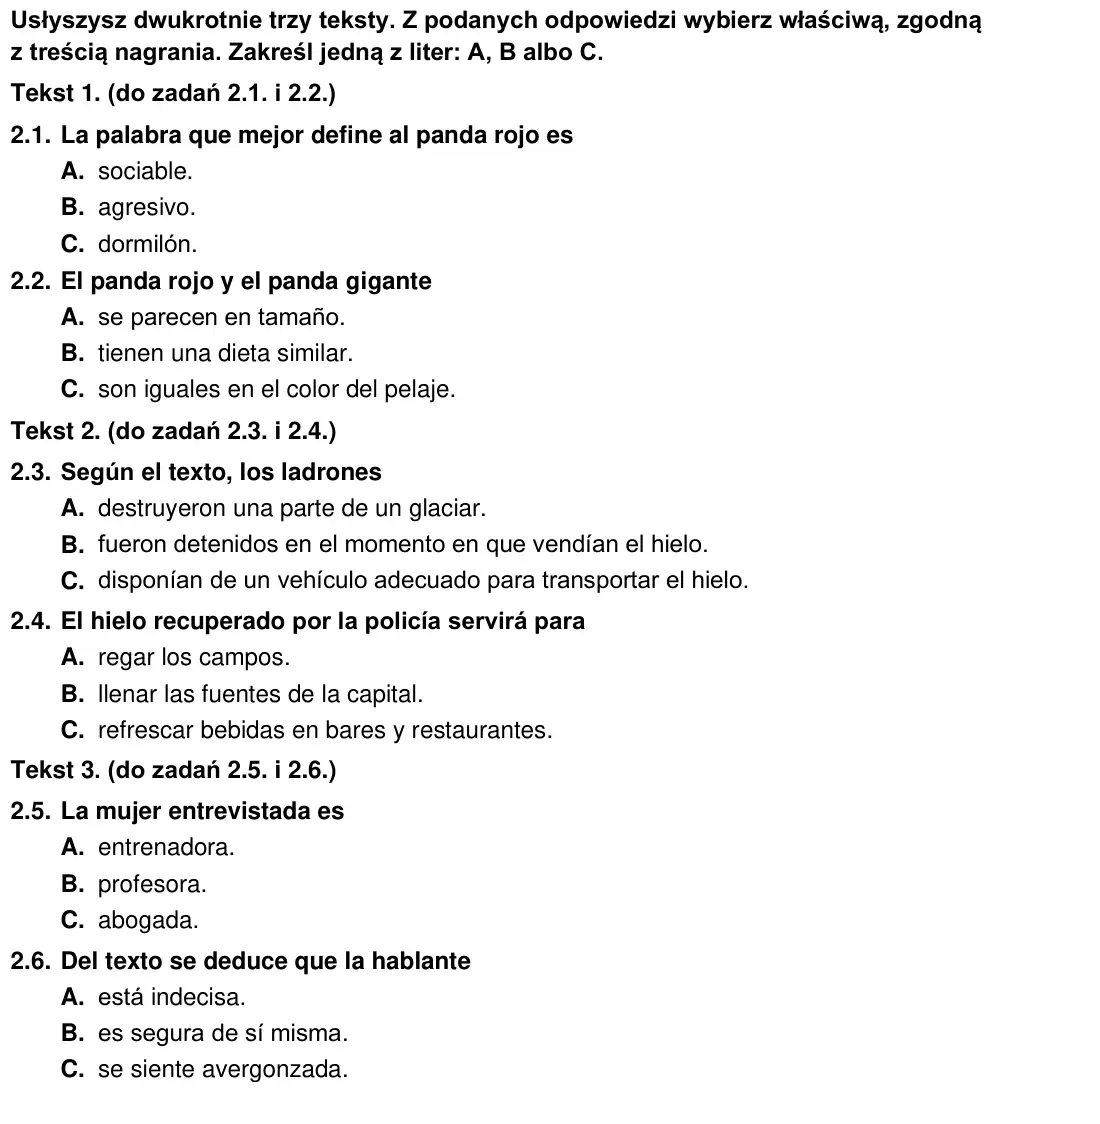 Usłyszysz dwukrotnie trzy teksty. Z podanych odpowiedzi wybierz właściwą, zgodną
z treścią nagrania. Zakreśl jedną z liter: A, B albo C.
Tekst 1. (do zadań 2.1. i 2.2.)
2.1. La palabra que mejor define al panda rojo es
A. sociable.
B. agresivo.
C. dormilón.
2.2. El panda rojo y el panda gigante
A. se parecen en tamaño.
B. tienen una dieta similar.
C. son iguales en el color del pelaje.
Tekst 2. (do zadań 2.3. i 2.4.)
2.3. Según el texto, los ladrones
A. destruyeron una parte de un glaciar.
B. fueron detenidos en el momento en que vendían el hielo.
C. disponían de un vehículo adecuado para transportar el hielo.
2.4. El hielo recuperado por la policía servirá para
A. regar los campos.
B. llenar las fuentes de la capital.
C. refrescar bebidas en bares y restaurantes.
Tekst 3. (do zadań 2.5. i 2.6.)
2.5. La mujer entrevistada es
A. entrenadora.
B. profesora.
C. abogada.
2.6. Del texto se deduce que la hablante
A. está indecisa.
B. es segura de sí misma.
C. se siente avergonzada.